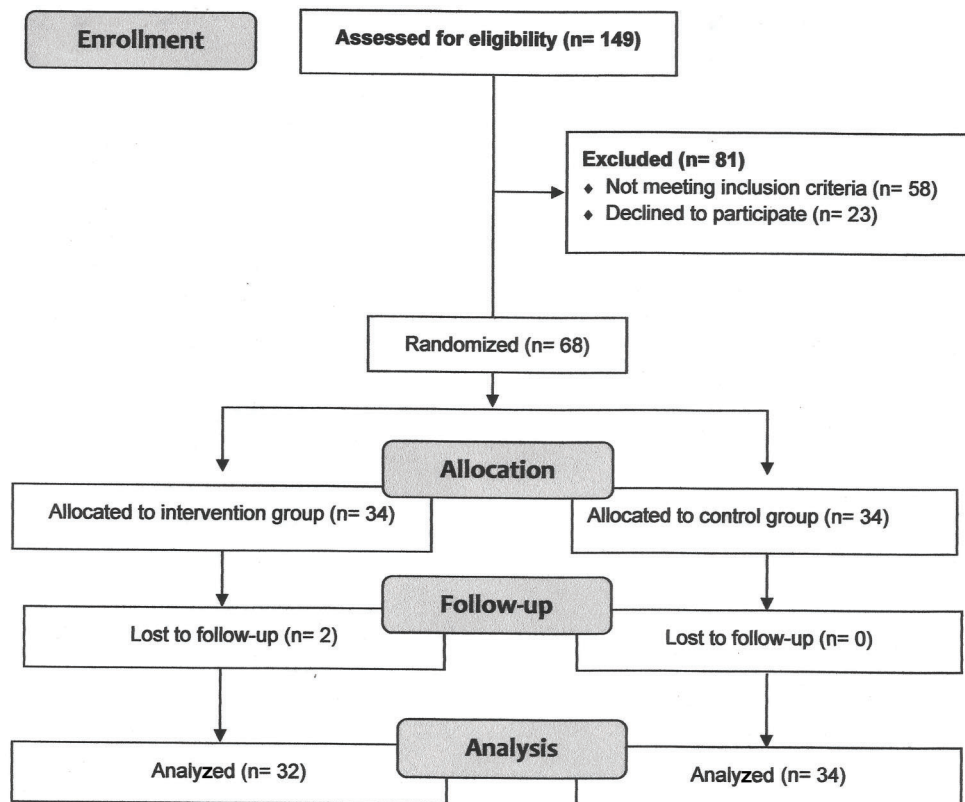 Enrollment
Assessed for eligibility (n= 149)
Excluded (n= 81)
♦ Not meeting inclusion criteria (n= 58)
♦ Declined to participate (n= 23)
Randomized (n= 68)
Allocation
Allocated to intervention group (n= 34)
Allocated to control group (n= 34)
Follow-up
Lost to follow-up (n= 2)
Lost to follow-up (n= 0)
Analysis
Analyzed (n= 32)
Analyzed (n= 34)